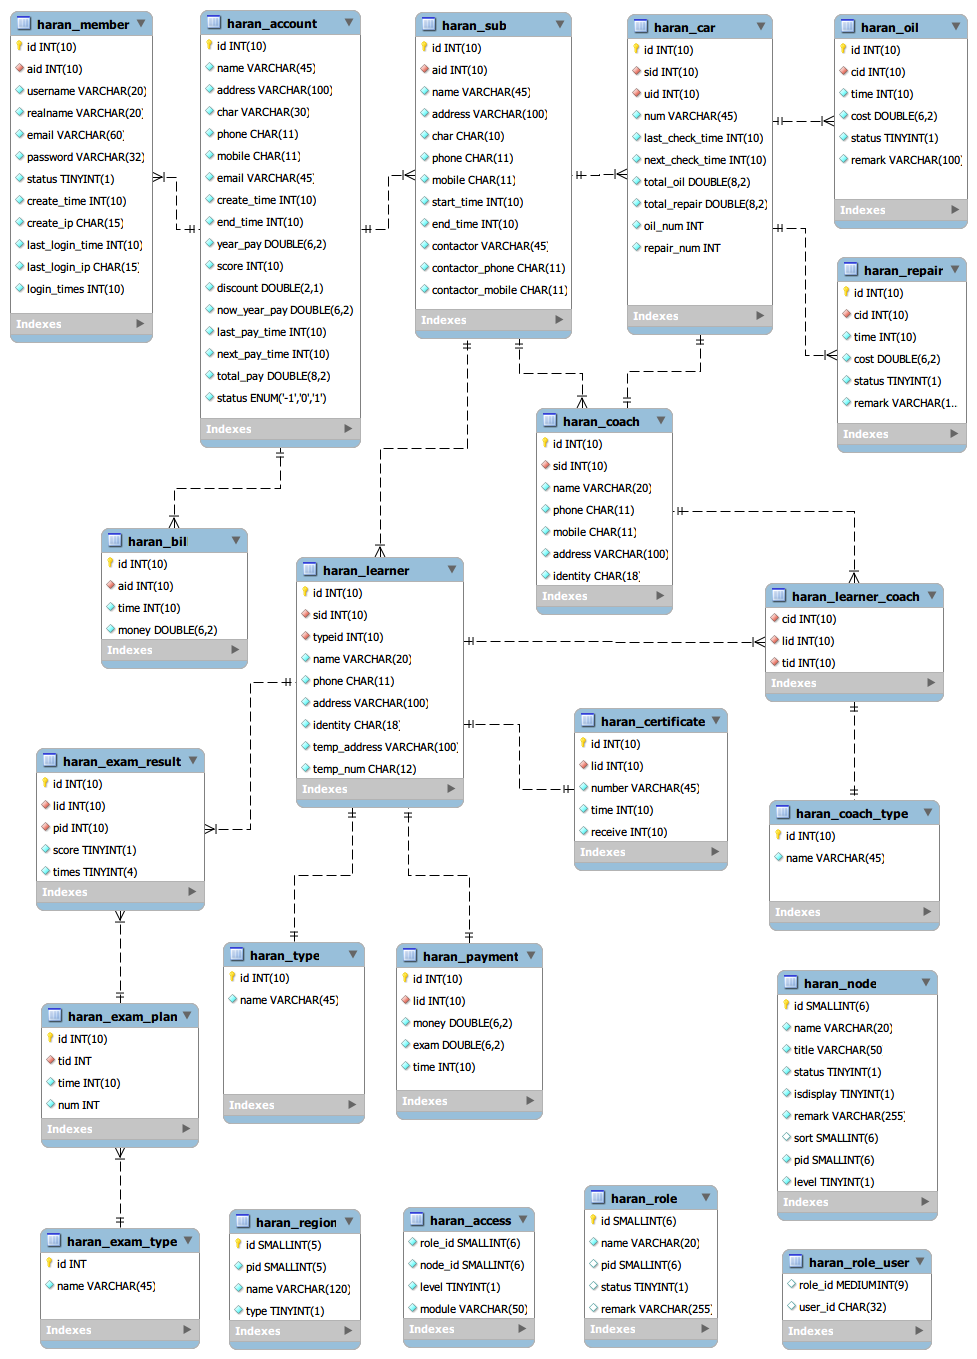 haran_member
id INT(10)
aid INT(10)
username VARCHAR(20)
realname VARCHAR(20)
email VARCHAR(60)
password VARCHAR(32)
status TINYINT(1)
create_time INT(10)
create_ip CHAR(15)
last_login_time INT(10)
last_login_ip CHAR(15)
login_times INT(10)
Indexes
haran_account
id INT(10)
name VARCHAR(45)
address VARCHAR(100)
char VARCHAR(30)
phone CHAR(11)
mobile CHAR(11)
email VARCHAR(45)
create_time INT(10)
end_time INT(10)
year_pay DOUBLE(6,2)
score INT(10)
discount DOUBLE(2,1)
now_year_pay DOUBLE(6,2)
last_pay_time INT(10)
next_pay_time INT(10)
total_pay DOUBLE(8,2)
status ENUM('-1','0','1')
Indexes
haran_sub
id INT(10)
aid INT(10)
name VARCHAR(45)
address VARCHAR(100)
char CHAR(10)
phone CHAR(11)
mobile CHAR(11)
start_time INT(10)
end_time INT(10)
contactor VARCHAR(45)
contactor_phone CHAR(11)
contactor_mobile CHAR(11)
Indexes
haran_car
id INT(10)
sid INT(10)
uid INT(10)
num VARCHAR(45)
last_check_time INT(10)
next_check_time INT(10)
total_oil DOUBLE(8,2)
total_repair DOUBLE(8,2)
oil_num INT
repair_num INT
Indexes
haran_oil
id INT(10)
cid INT(10)
time INT(10)
cost DOUBLE(6,2)
status TINYINT(1)
remark VARCHAR(100)
Indexes
haran_repair
id INT(10)
cid INT(10)
time INT(10)
cost DOUBLE(6,2)
status TINYINT(1)
remark VARCHAR(1..
Indexes
haran_coach
id INT(10)
sid INT(10)
name VARCHAR(20)
phone CHAR(11)
mobile CHAR(11)
address VARCHAR(100)
identity CHAR(18)
Indexes
haran_bill
id INT(10)
aid INT(10)
time INT(10)
money DOUBLE(6,2)
Indexes
haran_learner
id INT(10)
sid INT(10)
typeid INT(10)
name VARCHAR(20)
phone CHAR(11)
address VARCHAR(100)
identity CHAR(18)
temp_address VARCHAR(100)
temp_num CHAR(12)
Indexes
haran_learner_coach
cid INT(10)
lid INT(10)
tid INT(10)
Indexes
haran_certificate
id INT(10)
lid INT(10)
number VARCHAR(45)
time INT(10)
receive INT(10)
Indexes
haran_exam_result
id INT(10)
lid INT(10)
pid INT(10)
score TINYINT(1)
times TINYINT(4)
Indexes
haran_coach_type
id INT(10)
name VARCHAR(45)
Indexes
haran_type
id INT(10)
name VARCHAR(45)
Indexes
haran_payment
id INT(10)
lid INT(10)
money DOUBLE(6,2)
exam DOUBLE(6,2)
time INT(10)
Indexes
haran_node
id SMALLINT(6)
name VARCHAR(20)
title VARCHAR(50
status TINYINT(1)
isdisplay TINYINT(1)
remark VARCHAR(255)
sort SMALLINT(6)
pid SMALLINT(6)
level TINYINT(1)
Indexes
haran_exam_plan
id INT(10)
tid INT
time INT(10)
num INT
Indexes
haran_exam_type
id INT
name VARCHAR(45)
Indexes
haran_region
id SMALLINT(5)
pid SMALLINT(5)
name VARCHAR(120)
type TINYINT(1)
Indexes
haran_access
role_id SMALLINT(6)
node_id SMALLINT(6)
level TINYINT(1)
module VARCHAR(50)
Indexes
haran_role
id SMALLINT(6)
name VARCHAR(20)
pid SMALLINT(6)
status TINYINT(1)
remark VARCHAR(255)
Indexes
haran_role_user
role_id MEDIUMINT(9)
user_id CHAR(32)
Indexes